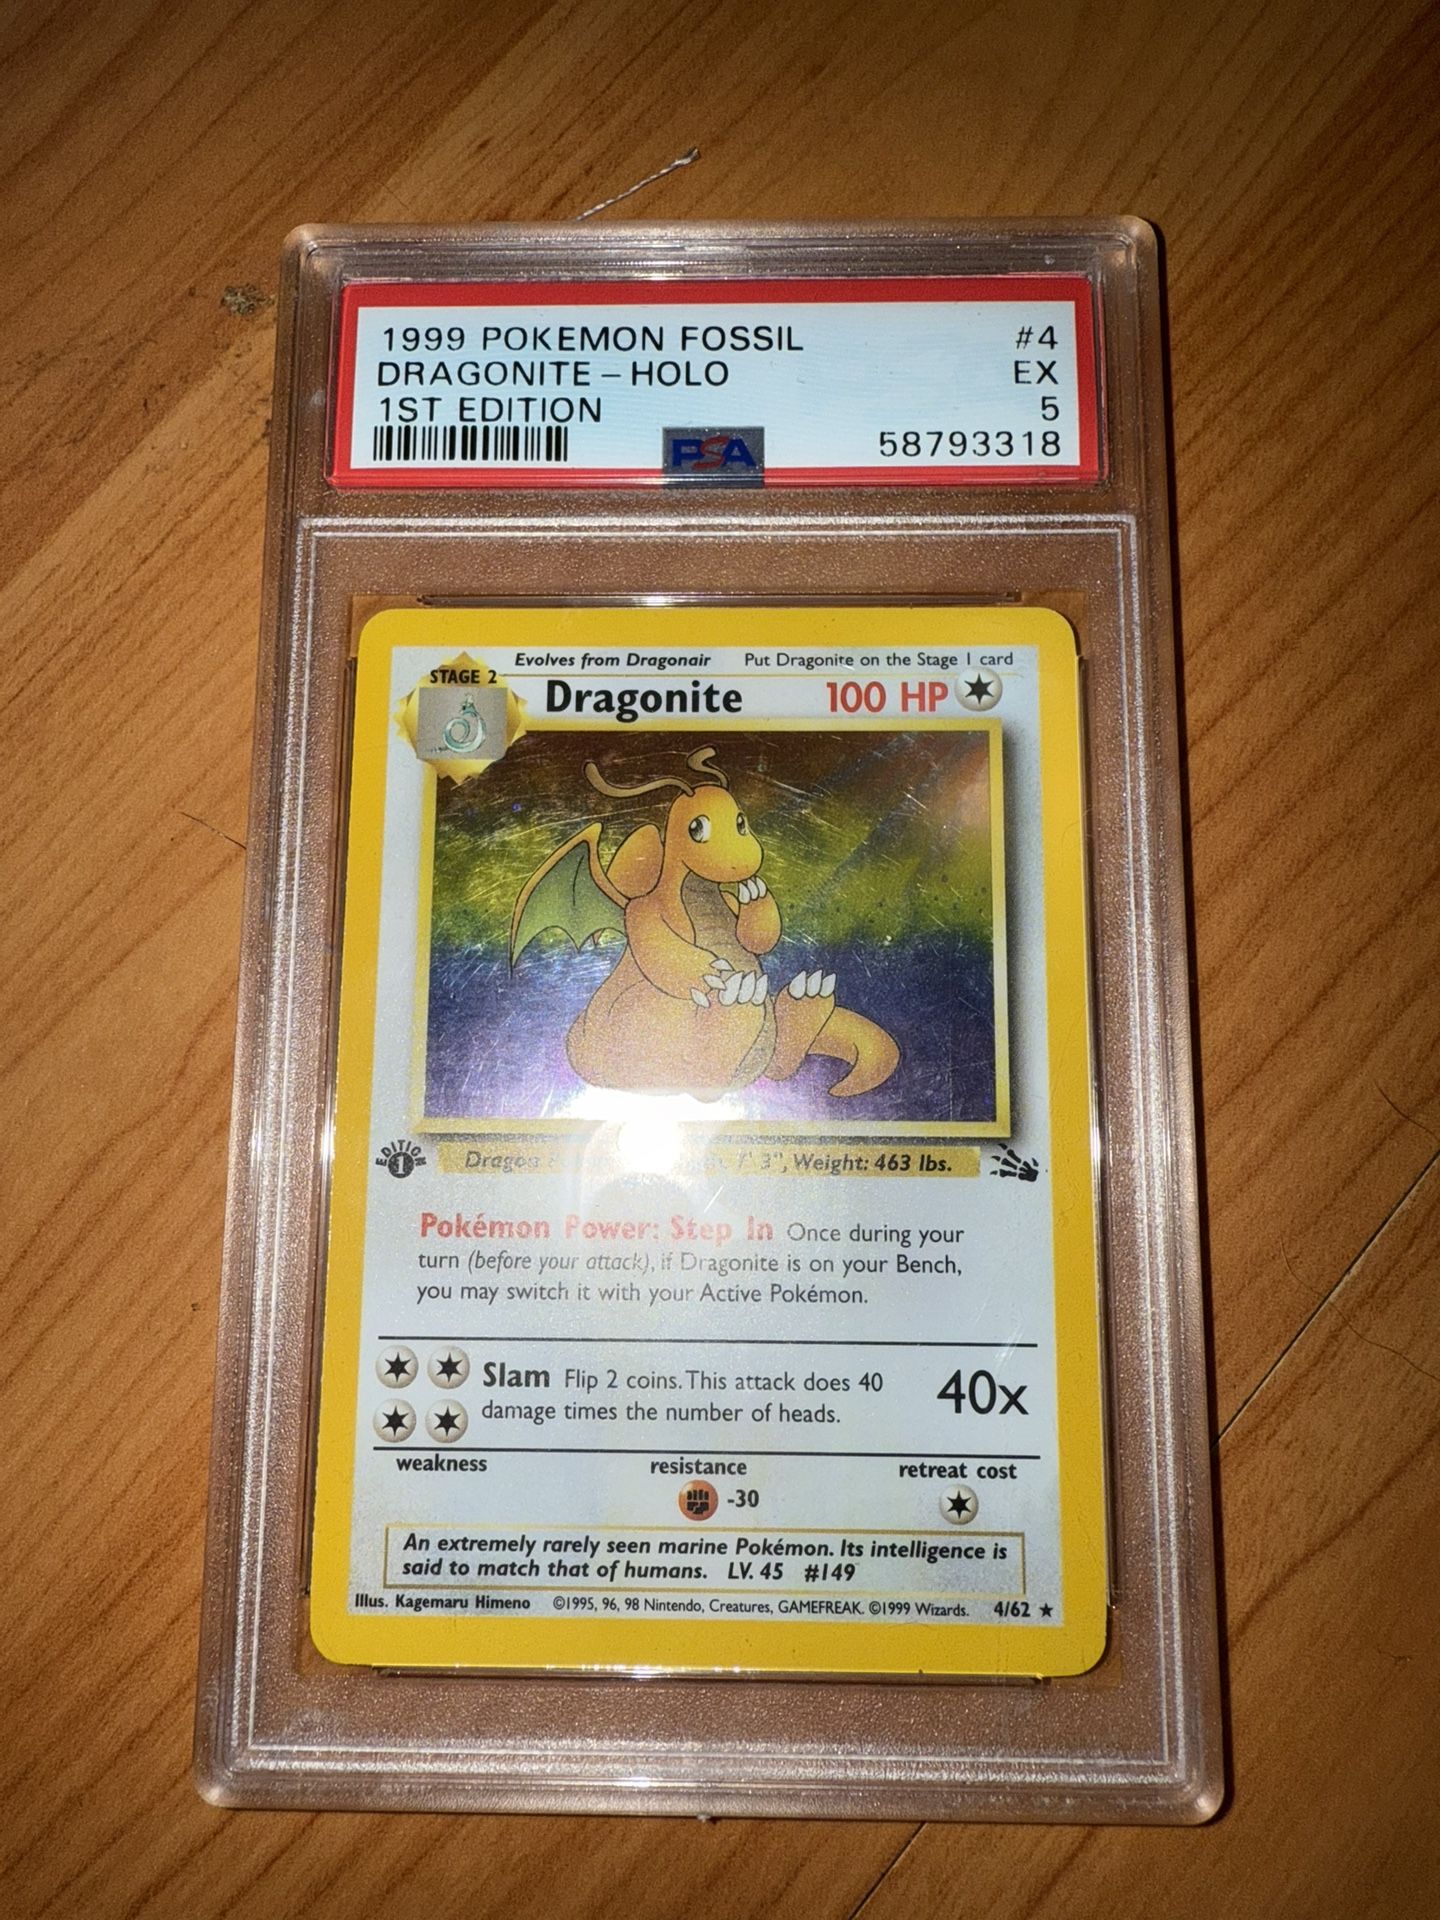 1999 POKEMON FOSSIL #4
DRAGONITE – HOLO EX
1ST EDITION 5
PSA 58793318
Evolves from Dragonair Put Dragonite on the Stage 1 card
STAGE 2
Dragonite 100 HP
EDITION 1
Dragon 7' 3", Weight: 463 lbs.
Pokémon Power: Step In Once during your
turn (before your attack), if Dragonite is on your Bench,
you may switch it with your Active Pokémon.
Slam Flip 2 coins. This attack does 40
damage times the number of heads.
40x
weakness resistance retreat cost
-30
An extremely rarely seen marine Pokémon. Its intelligence is
said to match that of humans. LV. 45 #149
Illus. Kagemaru Himeno ©1995, 96, 98 Nintendo, Creatures, GAMEFREAK. ©1999 Wizards. 4/62 ★